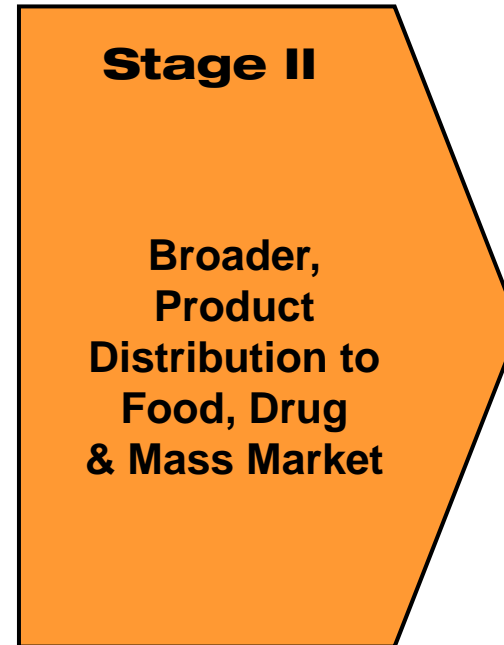 Stage II
Broader,
Product
Distribution to
Food, Drug
& Mass Market